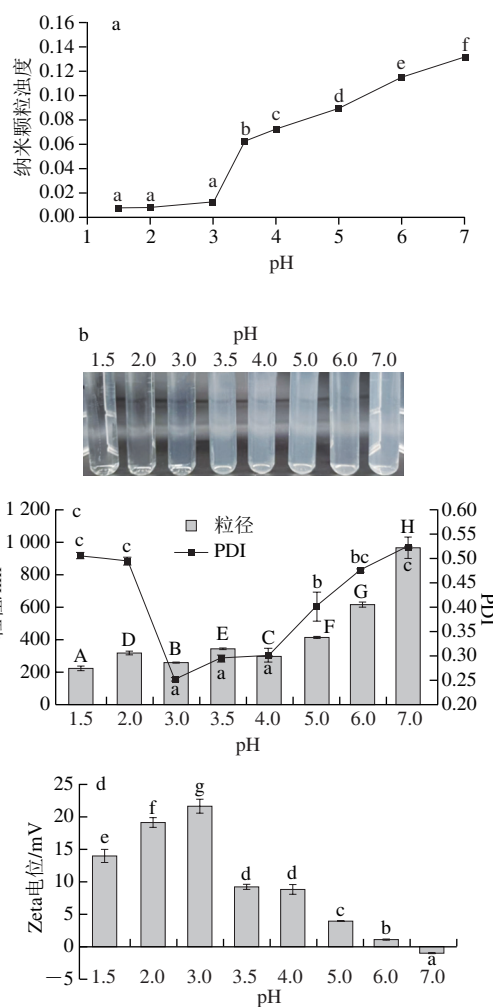 a
0.16
0.14
0.12
0.10
0.08
0.06
0.04
0.02
0.00
纳米颗粒浊度
a a a b c d e f
1 2 3 4 5 6 7
pH
b
pH
1.5 2.0 3.0 3.5 4.0 5.0 6.0 7.0
c
1 200
1 000
800
600
400
200
0
粒径
PDI
c c a a a b bc c
A D B E C F G H
0.60
0.55
0.50
0.45
0.40
0.35
0.30
0.25
0.20
PDI
1.5 2.0 3.0 3.5 4.0 5.0 6.0 7.0
pH
d
25
20
15
10
5
0
−5
Zeta电位/mV
e f g d d c b a
1.5 2.0 3.0 3.5 4.0 5.0 6.0 7.0
pH